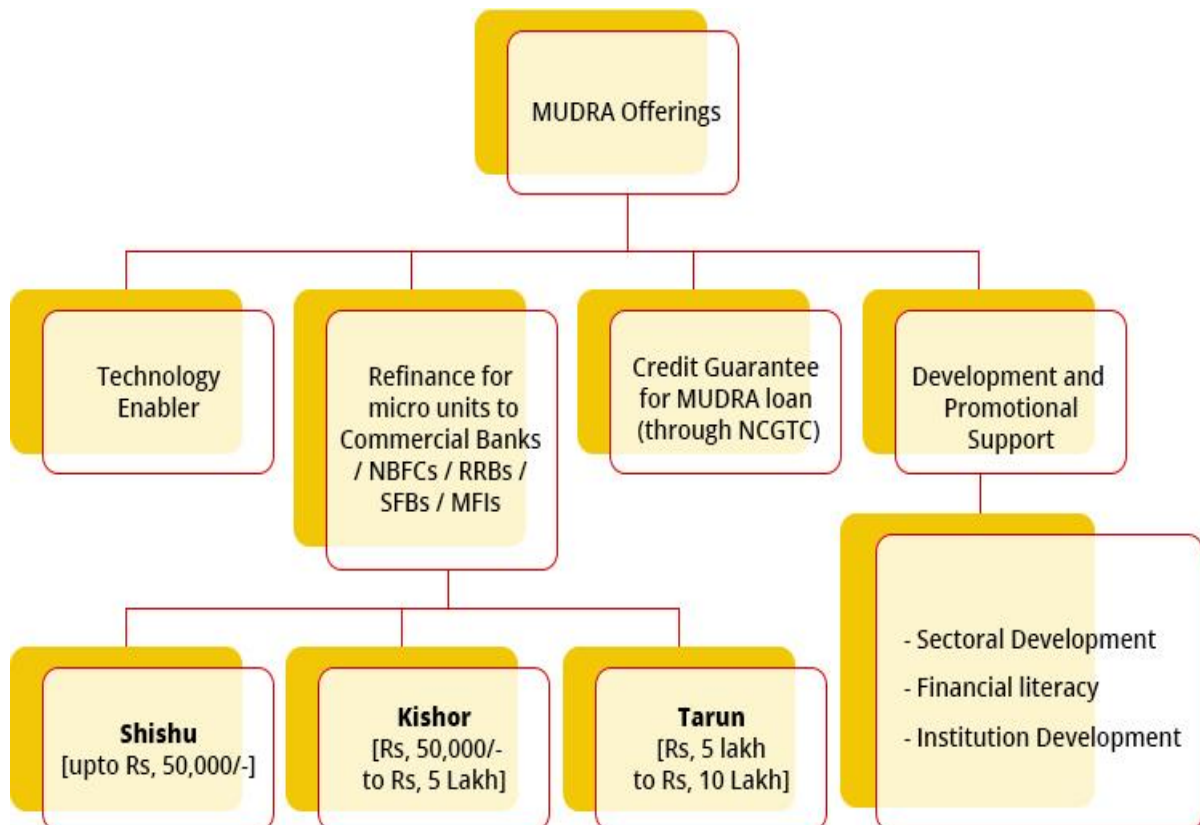 MUDRA Offerings
Technology
Enabler
Refinance for
micro units to
Commercial Banks
/ NBFCs / RRBs /
SFBs / MFIs
Credit Guarantee
for MUDRA loan
(through NCGTC)
Development and
Promotional
Support
Shishu
[upto Rs, 50,000/-]
Kishor
[Rs, 50,000/-
to Rs, 5 Lakh]
Tarun
[Rs, 5 lakh
to Rs, 10 Lakh]
- Sectoral Development
- Financial literacy
- Institution Development